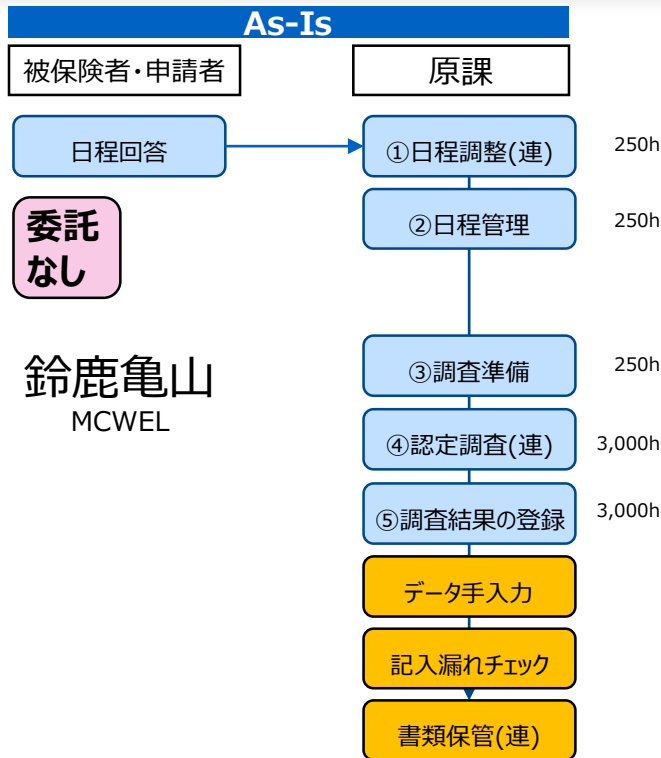 As-Is
被保険者・申請者
原課
日程回答
①日程調整(連)
250h
委託
なし
②日程管理
250h
鈴鹿亀山
MCWEL
③調査準備
250h
④認定調査(連)
3,000h
⑤調査結果の登録
3,000h
データ手入力
記入漏れチェック
書類保管(連)